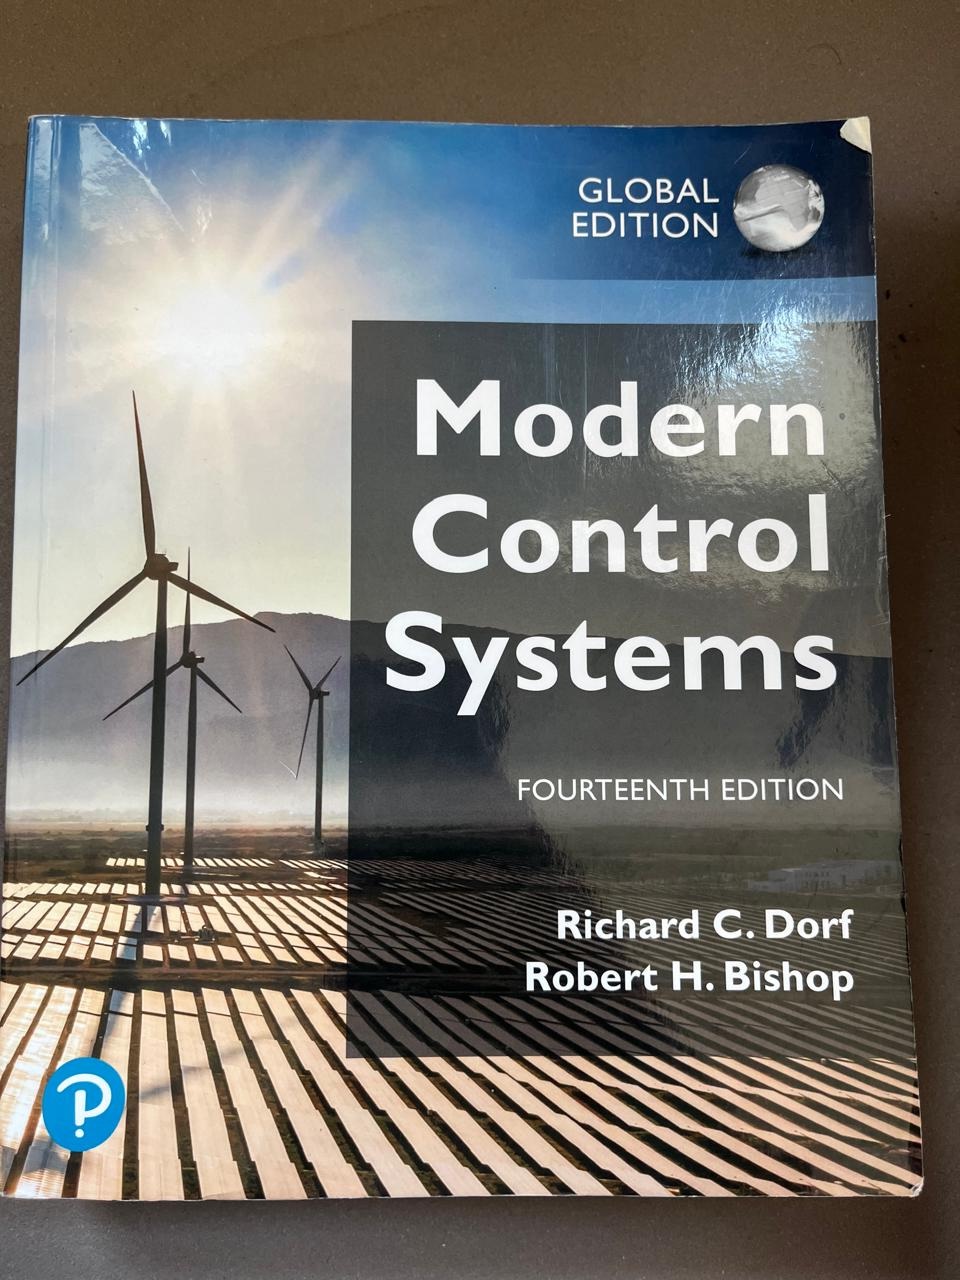 GLOBAL
EDITION
Modern
Control
Systems
FOURTEENTH EDITION
Richard C. Dorf
Robert H. Bishop
P